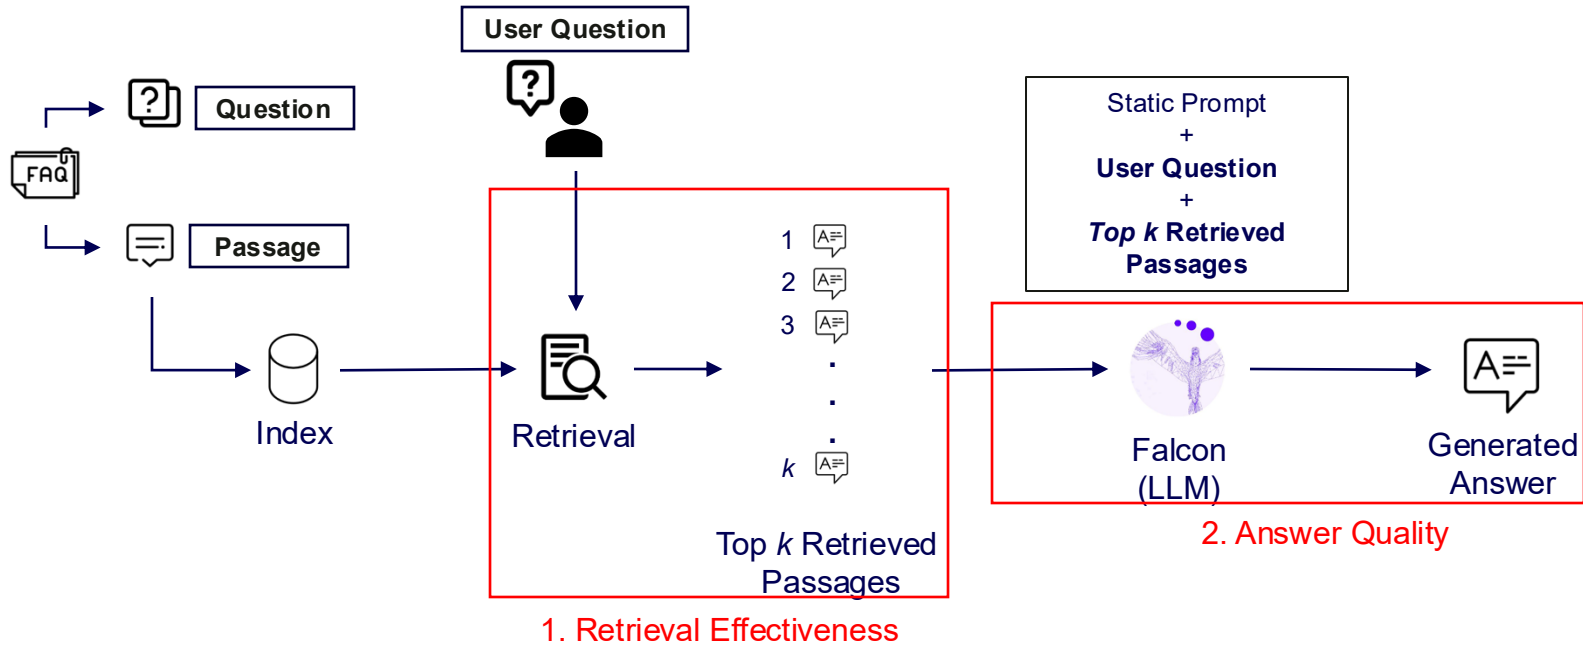 User Question
?
?
Question
FAQ
Passage
Index
Retrieval
1 A
2 A
3 A
.
.
.
k A
Top k Retrieved
Passages
1. Retrieval Effectiveness
Static Prompt
+
User Question
+
Top k Retrieved
Passages
Falcon
(LLM)
A
Generated
Answer
2. Answer Quality